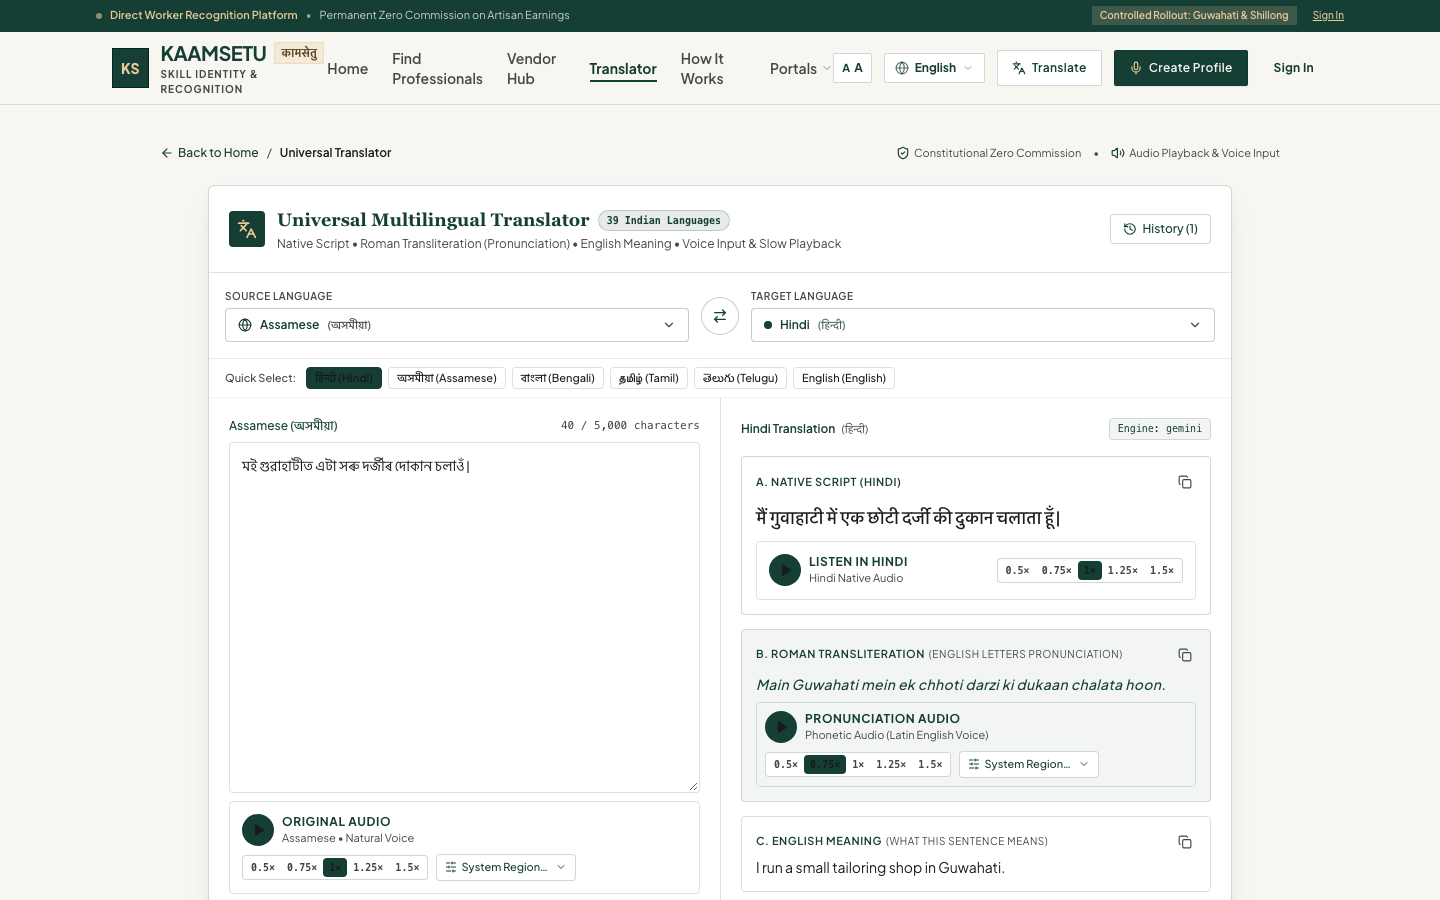 Direct Worker Recognition Platform • Permanent Zero Commission on Artisan Earnings
Controlled Rollout: Guwahati & Shillong Sign In
KS KAAMSETU कामसेतु
SKILL IDENTITY & RECOGNITION
Home Find Professionals Vendor Hub Translator How It Works Portals A A English Translate Create Profile Sign In
Back to Home / Universal Translator
Constitutional Zero Commission • Audio Playback & Voice Input
Universal Multilingual Translator 39 Indian Languages
Native Script • Roman Transliteration (Pronunciation) • English Meaning • Voice Input & Slow Playback
History (1)
SOURCE LANGUAGE
Assamese (অসমীয়া)
TARGET LANGUAGE
Hindi (हिन्दी)
Quick Select: हिन्दी (Hindi) অসমীয়া (Assamese) বাংলা (Bengali) தமிழ் (Tamil) తెలుగు (Telugu) English (English)
Assamese (অসমীয়া) 40 / 5,000 characters
মই গুৱাহাটীত এটা সৰু দৰ্জীৰ দোকান চলাওঁ|
ORIGINAL AUDIO
Assamese • Natural Voice
0.5× 0.75× 1× 1.25× 1.5× System Region...
Hindi Translation (हिन्दी) Engine: gemini
A. NATIVE SCRIPT (HINDI)
मैं गुवाहाटी में एक छोटी दर्जी की दुकान चलाता हूँ|
LISTEN IN HINDI
Hindi Native Audio
0.5× 0.75× 1× 1.25× 1.5×
B. ROMAN TRANSLITERATION (ENGLISH LETTERS PRONUNCIATION)
Main Guwahati mein ek chhoti darzi ki dukaan chalata hoon.
PRONUNCIATION AUDIO
Phonetic Audio (Latin English Voice)
0.5× 0.75× 1× 1.25× 1.5× System Region...
C. ENGLISH MEANING (WHAT THIS SENTENCE MEANS)
I run a small tailoring shop in Guwahati.